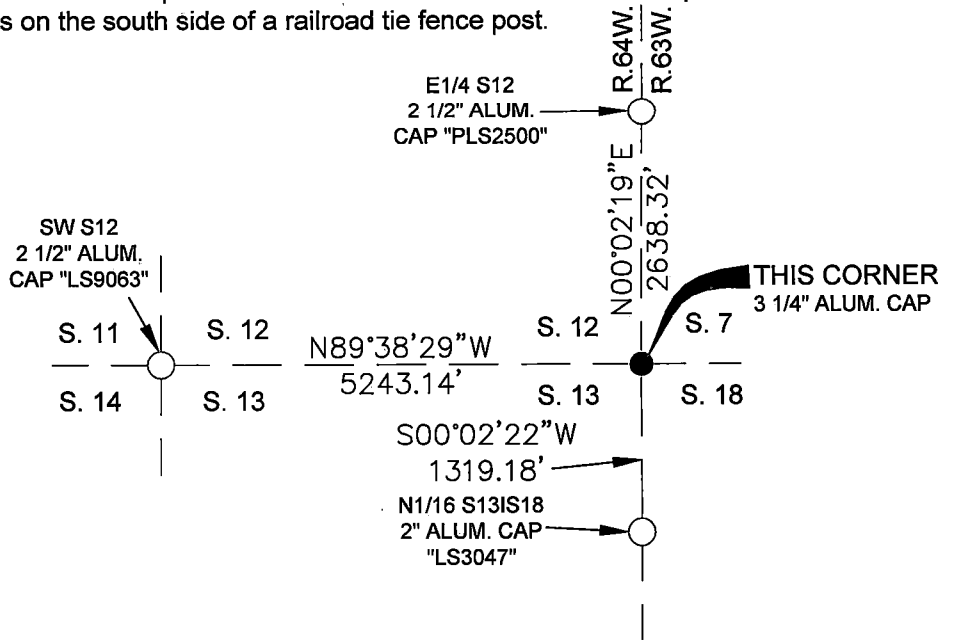 s on the south side of a railroad tie fence post.
R.64W.
R.63W.
E1/4 S12
2 1/2" ALUM.
CAP "PLS2500"
N00°02'19"E
2638.32'
SW S12
2 1/2" ALUM.
CAP "LS9063"
THIS CORNER
3 1/4" ALUM. CAP
S. 11
S. 12
S. 12
S. 7
N89°38'29"W
5243.14'
S. 14
S. 13
S. 13
S. 18
S00°02'22"W
1319.18'
N1/16 S13IS18
2" ALUM. CAP
"LS3047"